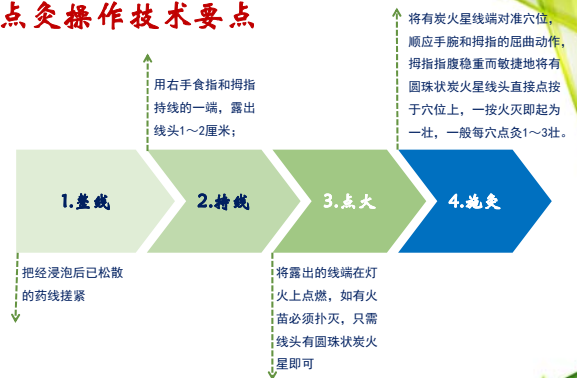 点灸操作技术要点
将有炭火星线端对准穴位，
顺应手腕和拇指的屈曲动作，
拇指指腹稳重而敏捷地将有
圆珠状炭火星线头直接点按
于穴位上，一按火灭即起为
一壮，一般每穴点灸1～3壮。
用右手食指和拇指
持线的一端，露出
线头1～2厘米；
1.整线
2.持线
3.点火
4.施灸
把经浸泡后已松散
的药线搓紧
将露出的线端在灯
火上点燃，如有火
苗必须扑灭，只需
线头有圆珠状炭火
星即可